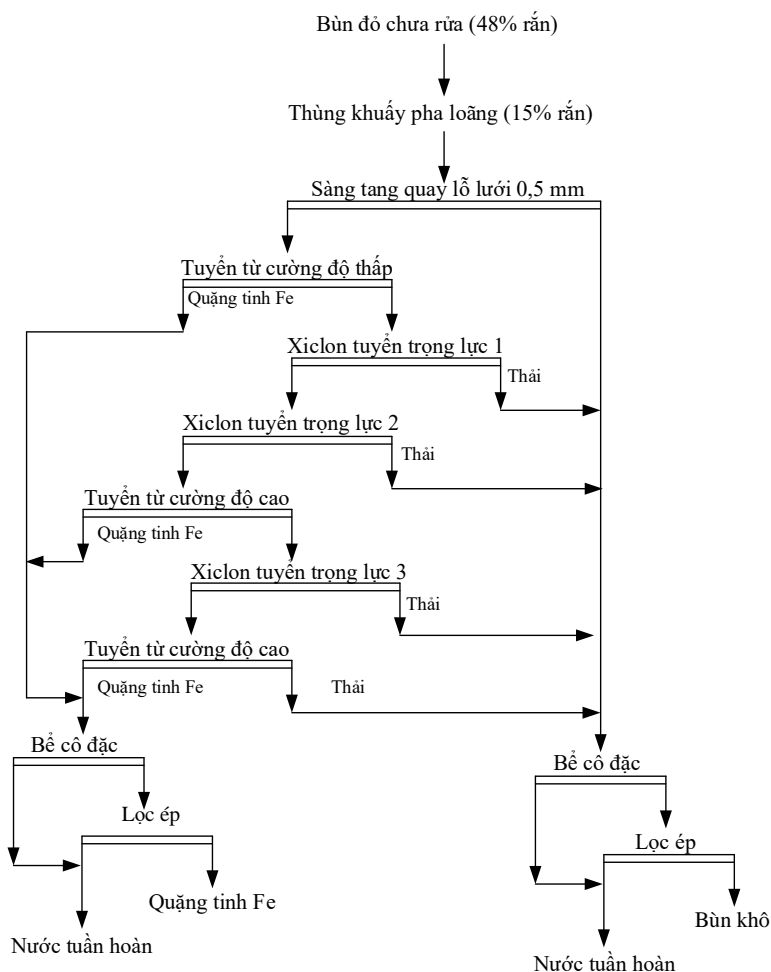 Bùn đỏ chưa rửa (48% rắn)
Thùng khuấy pha loãng (15% rắn)
Sàng tang quay lỗ lưới 0,5 mm
Tuyển từ cường độ thấp
Quặng tinh Fe
Xiclon tuyển trọng lực 1
Thải
Xiclon tuyển trọng lực 2
Thải
Tuyển từ cường độ cao
Quặng tinh Fe
Xiclon tuyển trọng lực 3
Thải
Tuyển từ cường độ cao
Quặng tinh Fe
Thải
Bể cô đặc
Bể cô đặc
Lọc ép
Lọc ép
Quặng tinh Fe
Bùn khô
Nước tuần hoàn
Nước tuần hoàn